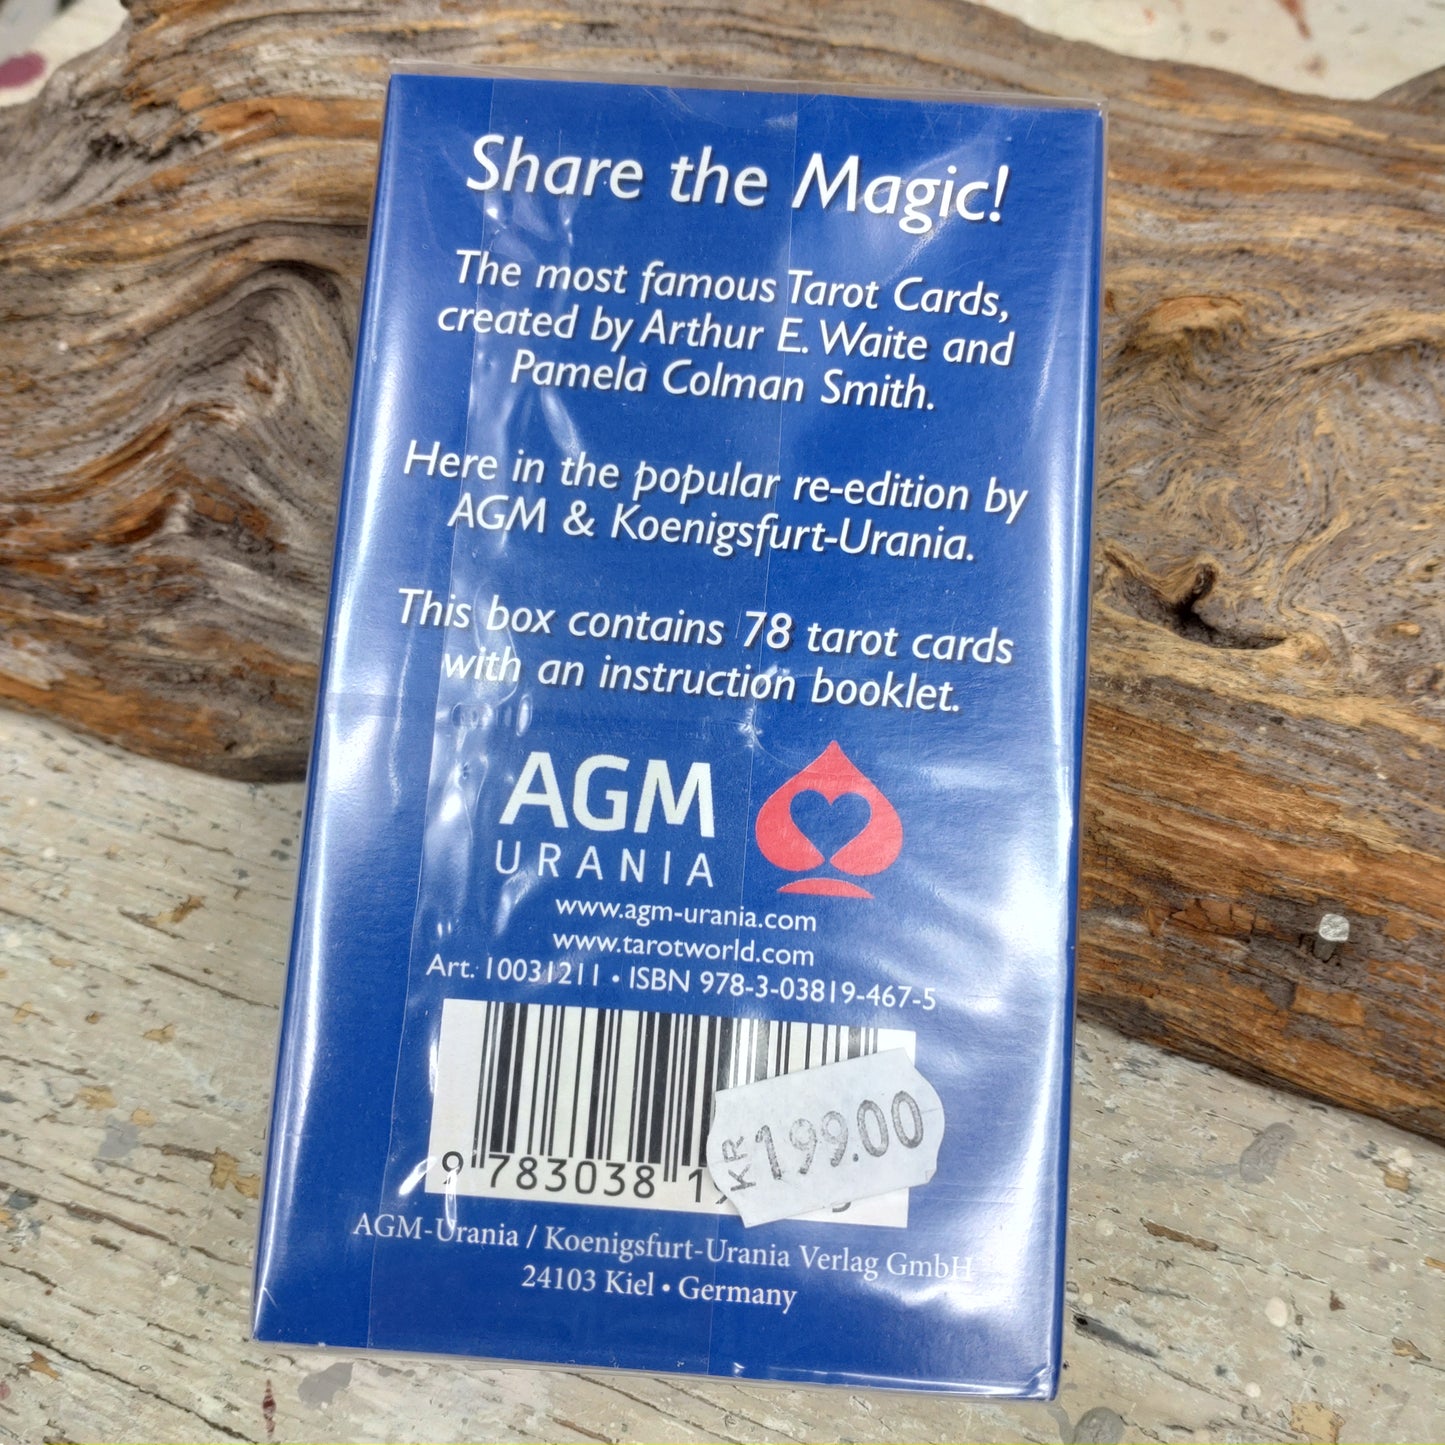 Share the Magic!
The most famous Tarot Cards,
created by Arthur E. Waite and
Pamela Colman Smith.
Here in the popular re-edition by
AGM & Koenigsfurt-Urania.
This box contains 78 tarot cards
with an instruction booklet.
AGM
URANIA
www.agm-urania.com
www.tarotworld.com
Art. 10031211 • ISBN 978-3-03819-467-5
9 783038 1
KR 199.00
AGM-Urania / Koenigsfurt-Urania Verlag GmbH
24103 Kiel • Germany